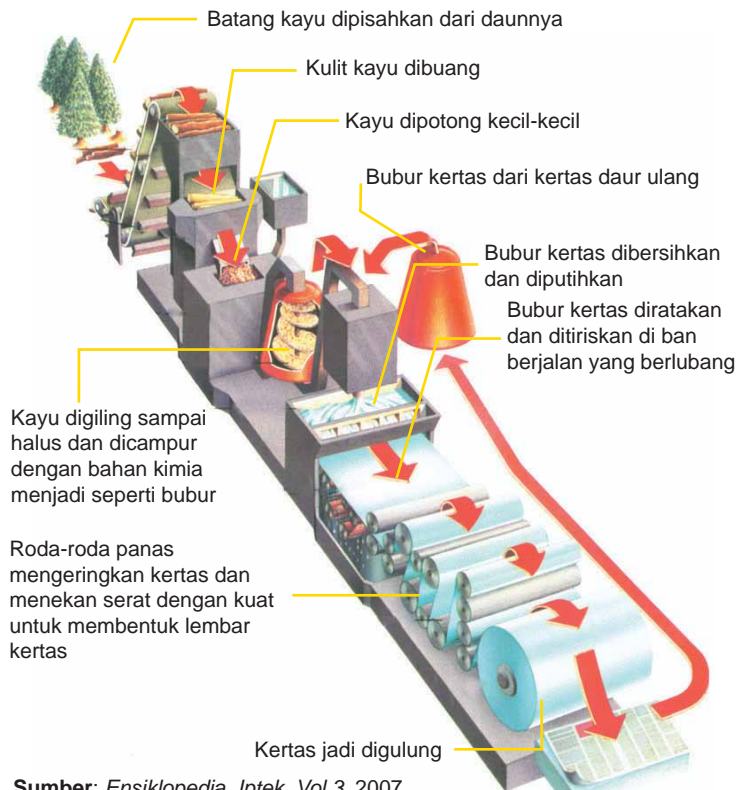 Batang kayu dipisahkan dari daunnya
Kulit kayu dibuang
Kayu dipotong kecil-kecil
Bubur kertas dari kertas daur ulang
Bubur kertas dibersihkan
dan diputihkan
Bubur kertas diratakan
dan ditiriskan di ban
berjalan yang berlubang
Kayu digiling sampai
halus dan dicampur
dengan bahan kimia
menjadi seperti bubur
Roda-roda panas
mengeringkan kertas dan
menekan serat dengan kuat
untuk membentuk lembar
kertas
Kertas jadi digulung
Sumber: Ensiklopedia Iptek, Vol 3, 2007